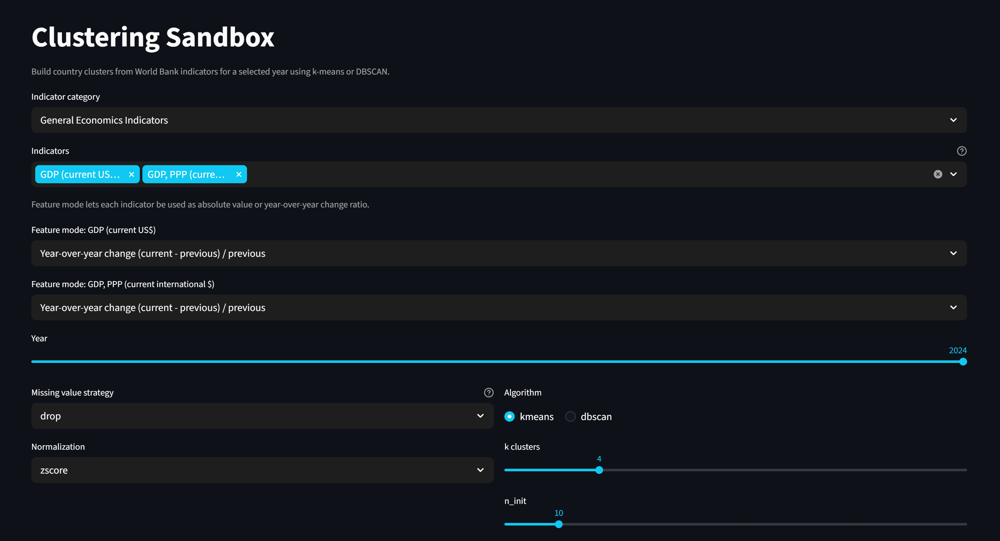 Clustering Sandbox
Build country clusters from World Bank indicators for a selected year using k-means or DBSCAN.
Indicator category
General Economics Indicators
Indicators
GDP (current US...
GDP, PPP (curre...
Feature mode lets each indicator be used as absolute value or year-over-year change ratio.
Feature mode: GDP (current US$)
Year-over-year change (current - previous) / previous
Feature mode: GDP, PPP (current international $)
Year-over-year change (current - previous) / previous
Year
2024
Missing value strategy
drop
Normalization
zscore
Algorithm
kmeans
dbscan
k clusters
4
n_init
10